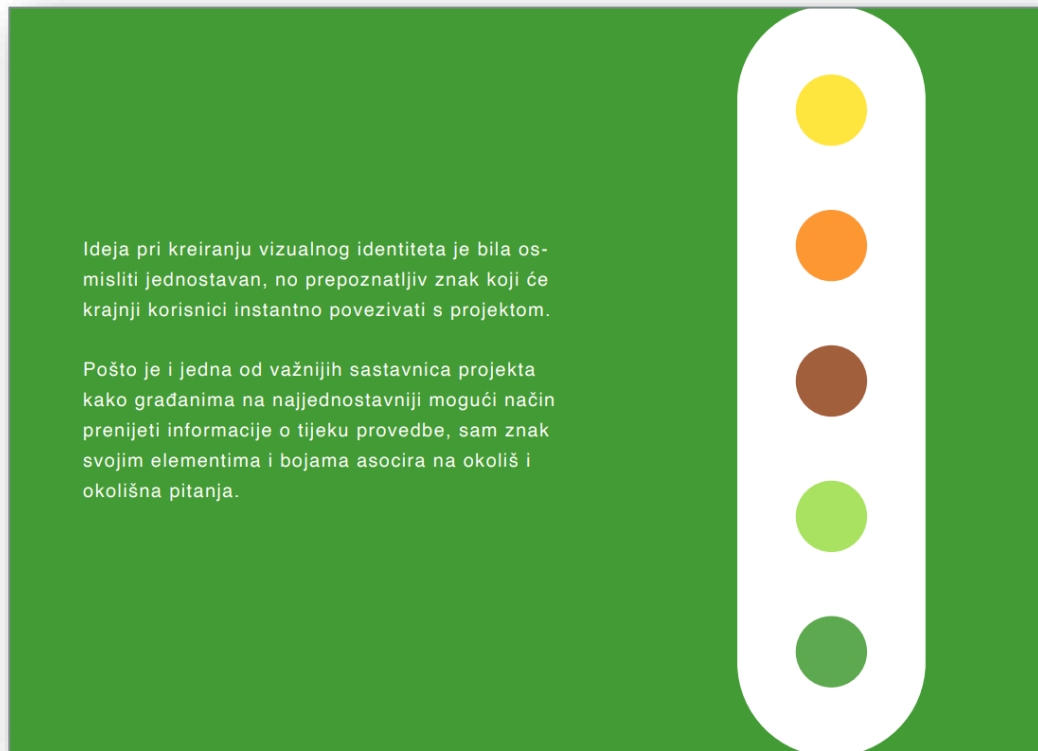 Ideja pri kreiranju vizualnog identiteta je bila os-
misliti jednostavan, no prepoznatljiv znak koji će
krajnji korisnici instantno povezivati s projektom.
Pošto je i jedna od važnijih sastavnica projekta
kako građanima na najjednostavniji mogući način
prenijeti informacije o tijeku provedbe, sam znak
svojim elementima i bojama asocira na okoliš i
okolišna pitanja.